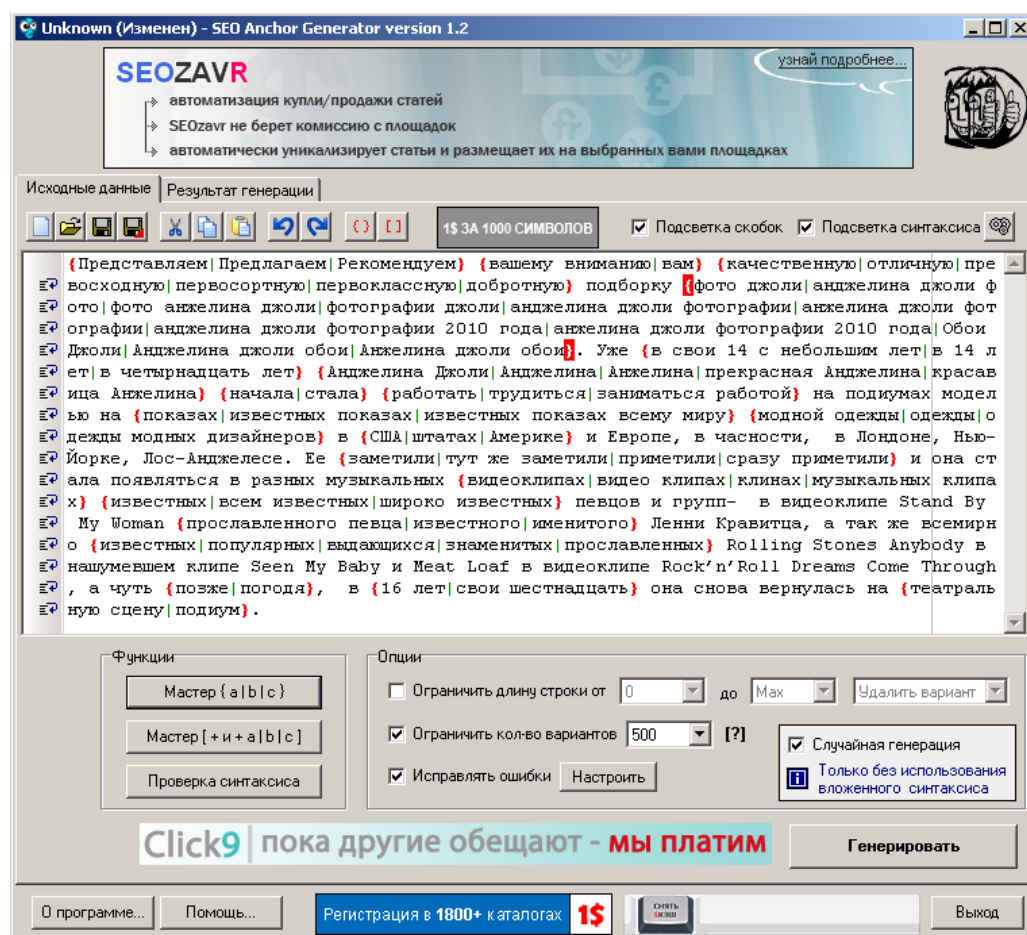 Unknown (Изменен) - SEO Anchor Generator version 1.2
SEOZAVR
узнай подробнее...
автоматизация купли/продажи статей
SEOzavr не берет комиссию с площадок
автоматически уникализирует статьи и размещает их на выбранных вами площадках
Исходные данные
Результат генерации
1$ ЗА 1000 СИМВОЛОВ
Подсветка скобок
Подсветка синтаксиса
{Представляем|Предлагаем|Рекомендуем} {вашему вниманию|вам} {качественную|отличную|пре
восходную|первосортную|первоклассную|добротную} подборку {фото джоли|анджелина джоли ф
ото|фото анжелина джоли|фотографии джоли|анджелина джоли фотографии|анжелина джоли фот
ографии|анджелина джоли фотографии 2010 года|анжелина джоли фотографии 2010 года|Обои
Джоли|Анджелина джоли обои|Анжелина джоли обои}. Уже {в свои 14 с небольшим лет|в 14 л
ет|в четырнадцать лет} {Анджелина Джоли|Анджелина|Анжелина|прекрасная Анджелина|красав
ица Анжелина} {начала|стала} {работать|трудиться|заниматься работой} на подиумах модел
ью на {показах|известных показах|известных показах всему миру} {модной одежды|одежды|о
дежды модных дизайнеров} в {США|штатах|Америке} и Европе, в часности,  в Лондоне, Нью-
Йорке, Лос-Анджелесе. Ее {заметили|тут же заметили|приметили|сразу приметили} и она ст
ала появляться в разных музыкальных {видеоклипах|видео клипах|клинах|музыкальных клипа
х} {известных|всем известных|широко известных} певцов и групп-  в видеоклипе Stand By
My Woman {прославленного певца|известного|именитого} Ленни Кравитца, а так же всемирн
о {известных|популярных|выдающихся|знаменитых|прославленных} Rolling Stones Anybody в
нашумевшем клипе Seen My Baby и Meat Loaf в видеоклипе Rock'n'Roll Dreams Come Through
, а чуть {позже|погодя},  в {16 лет|свои шестнадцать} она снова вернулась на {театраль
ную сцену|подиум}.
Функции
Мастер { a | b | c }
Мастер [ + и + a | b | c ]
Проверка синтаксиса
Опции
Ограничить длину строки от 0 до Max Удалить вариант
Ограничить кол-во вариантов 500 [?]
Исправлять ошибки Настроить
Случайная генерация
Только без использования
вложенного синтаксиса
Click9 | пока другие обещают - мы платим
Генерировать
О программе...
Помощь...
Регистрация в 1800+ каталогах 1$
СНЯТЬ
$КЭШ
Выход